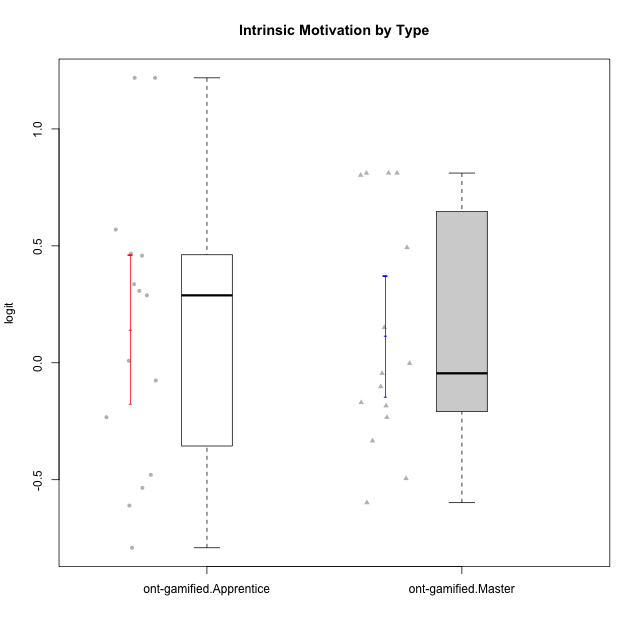 Intrinsic Motivation by Type
logit
1.0
0.5
0.0
-0.5
ont-gamified.Apprentice
ont-gamified.Master